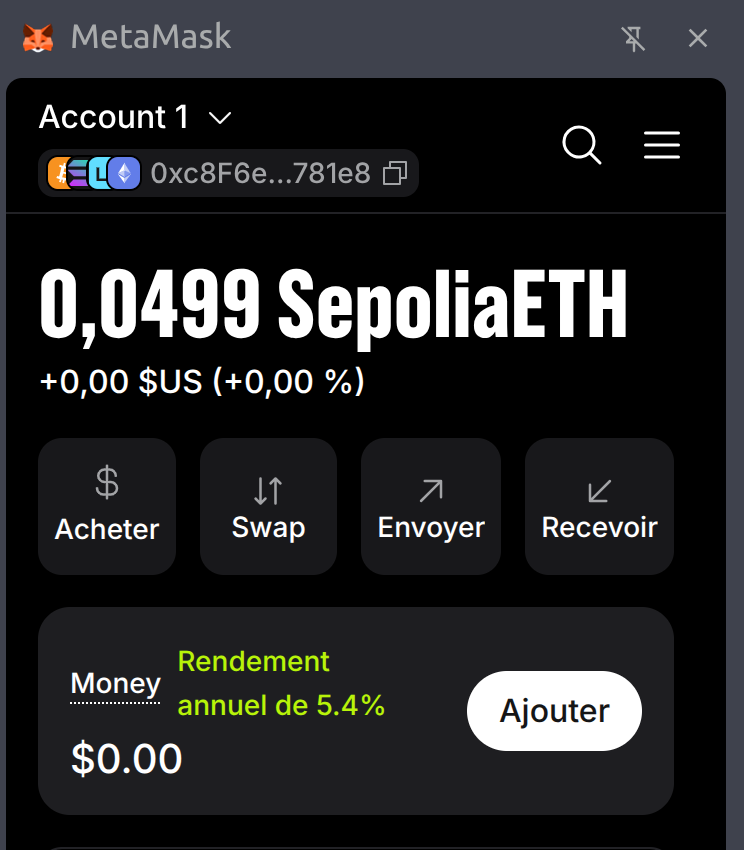 MetaMask
Account 1
0xc8F6e...781e8
0,0499 SepoliaETH
+0,00 $US (+0,00 %)
Acheter
Swap
Envoyer
Recevoir
Money
Rendement
annuel de 5.4%
$0.00
Ajouter